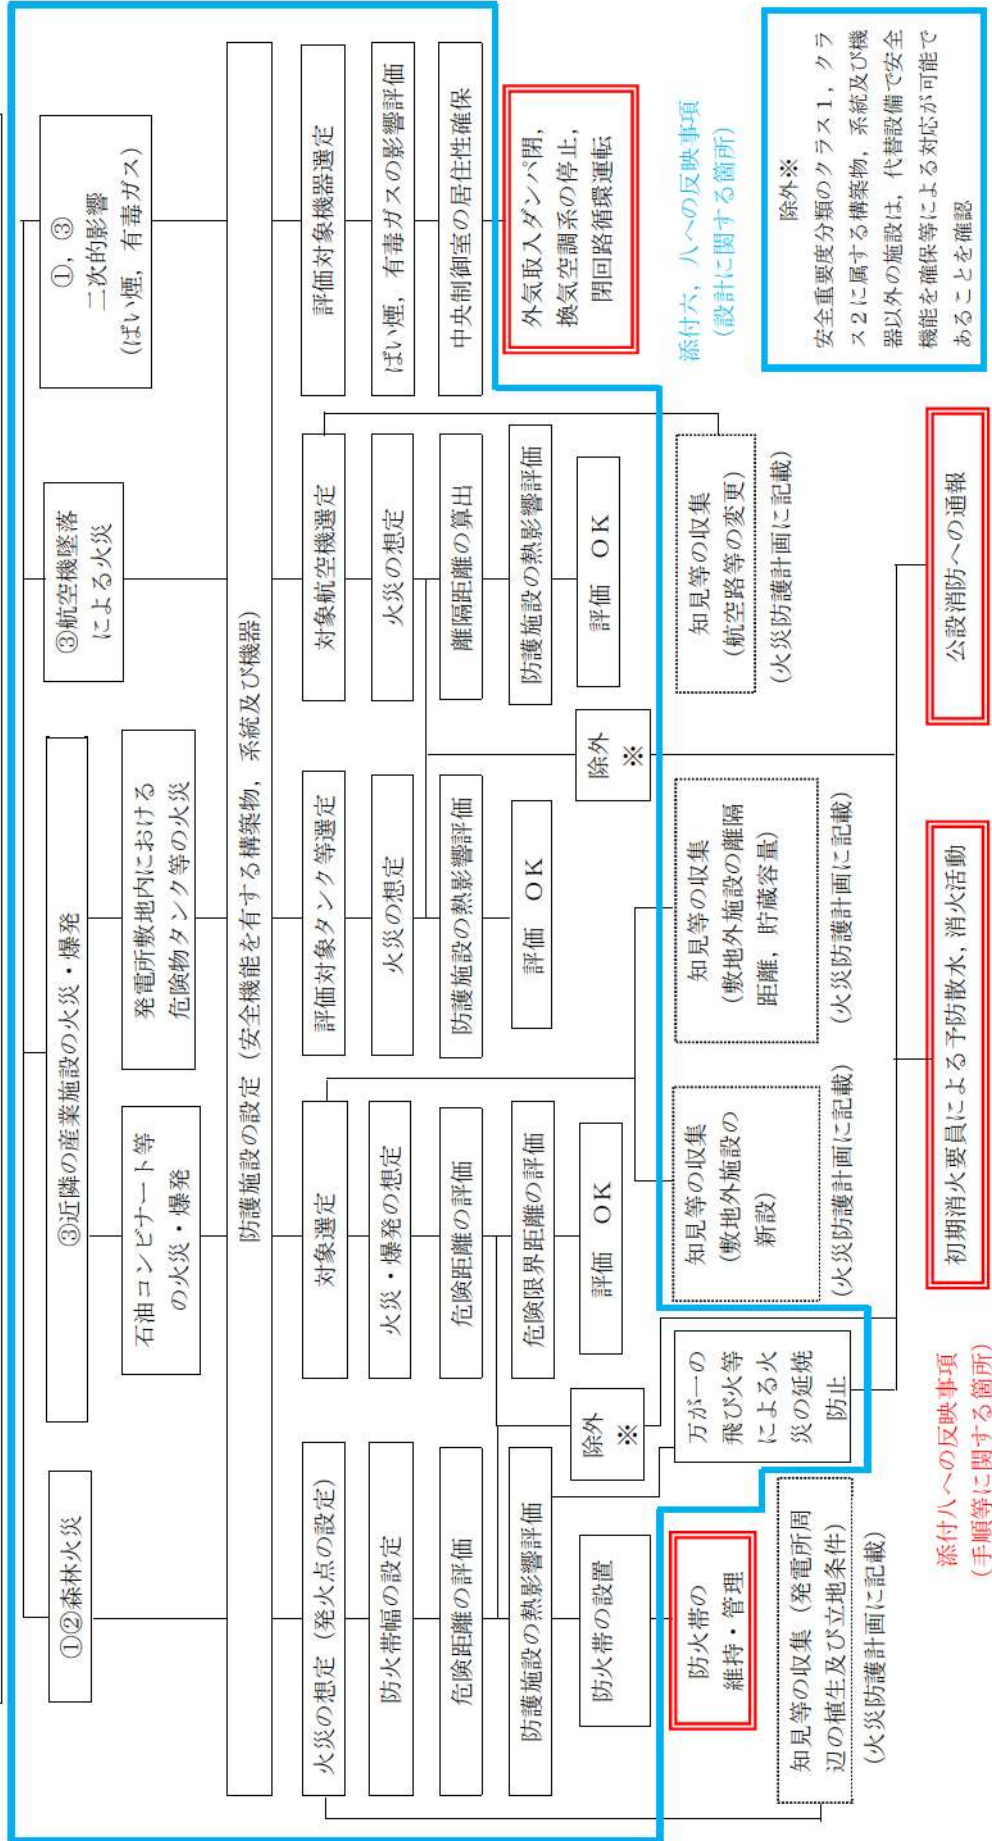 ①②森林火災
③近隣の産業施設の火災・爆発
③航空機墜落
による火災
①,③
二次的影響
(ばい煙,有毒ガス)
石油コンビナート等
の火災・爆発
発電所敷地内における
危険物タンク等の火災
防護施設の設定(安全機能を有する構築物,系統及び機器)
火災の想定(発火点の設定)
防火帯幅の設定
危険距離の評価
防護施設の熱影響評価
防火帯の設置
防火帯の
維持・管理
知見等の収集(発電所周
辺の植生及び立地条件)
(火災防護計画に記載)
対象選定
火災・爆発の想定
危険距離の評価
危険限界距離の評価
評価 OK
除外
※
万が一の
飛び火等
による火
災の延焼
防止
知見等の収集
(敷地外施設の
新設)
(火災防護計画に記載)
評価対象タンク等選定
火災の想定
防護施設の熱影響評価
評価 OK
知見等の収集
(敷地外施設の離隔
距離,貯蔵容量)
(火災防護計画に記載)
除外
※
対象航空機選定
火災の想定
離隔距離の算出
防護施設の熱影響評価
評価 OK
知見等の収集
(航空路等の変更)
(火災防護計画に記載)
評価対象機器選定
ばい煙,有毒ガスの影響評価
中央制御室の居住性確保
外気取入ダンパ閉,
換気空調系の停止,
閉回路循環運転
添付六,八への反映事項
(設計に関する箇所)
除外※
安全重要度分類のクラス1,クラ
ス2に属する構築物,系統及び機
器以外の施設は,代替設備で安全
機能を確保等による対応が可能で
あることを確認
添付八への反映事項
(手順等に関する箇所)
初期消火要員による予防散水,消火活動
公設消防への通報